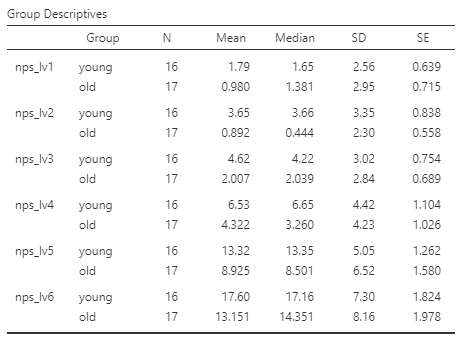 Group Descriptives
Group N Mean Median SD SE
nps_lv1 young 16 1.79 1.65 2.56 0.639
old 17 0.980 1.381 2.95 0.715
nps_lv2 young 16 3.65 3.66 3.35 0.838
old 17 0.892 0.444 2.30 0.558
nps_lv3 young 16 4.62 4.22 3.02 0.754
old 17 2.007 2.039 2.84 0.689
nps_lv4 young 16 6.53 6.65 4.42 1.104
old 17 4.322 3.260 4.23 1.026
nps_lv5 young 16 13.32 13.35 5.05 1.262
old 17 8.925 8.501 6.52 1.580
nps_lv6 young 16 17.60 17.16 7.30 1.824
old 17 13.151 14.351 8.16 1.978